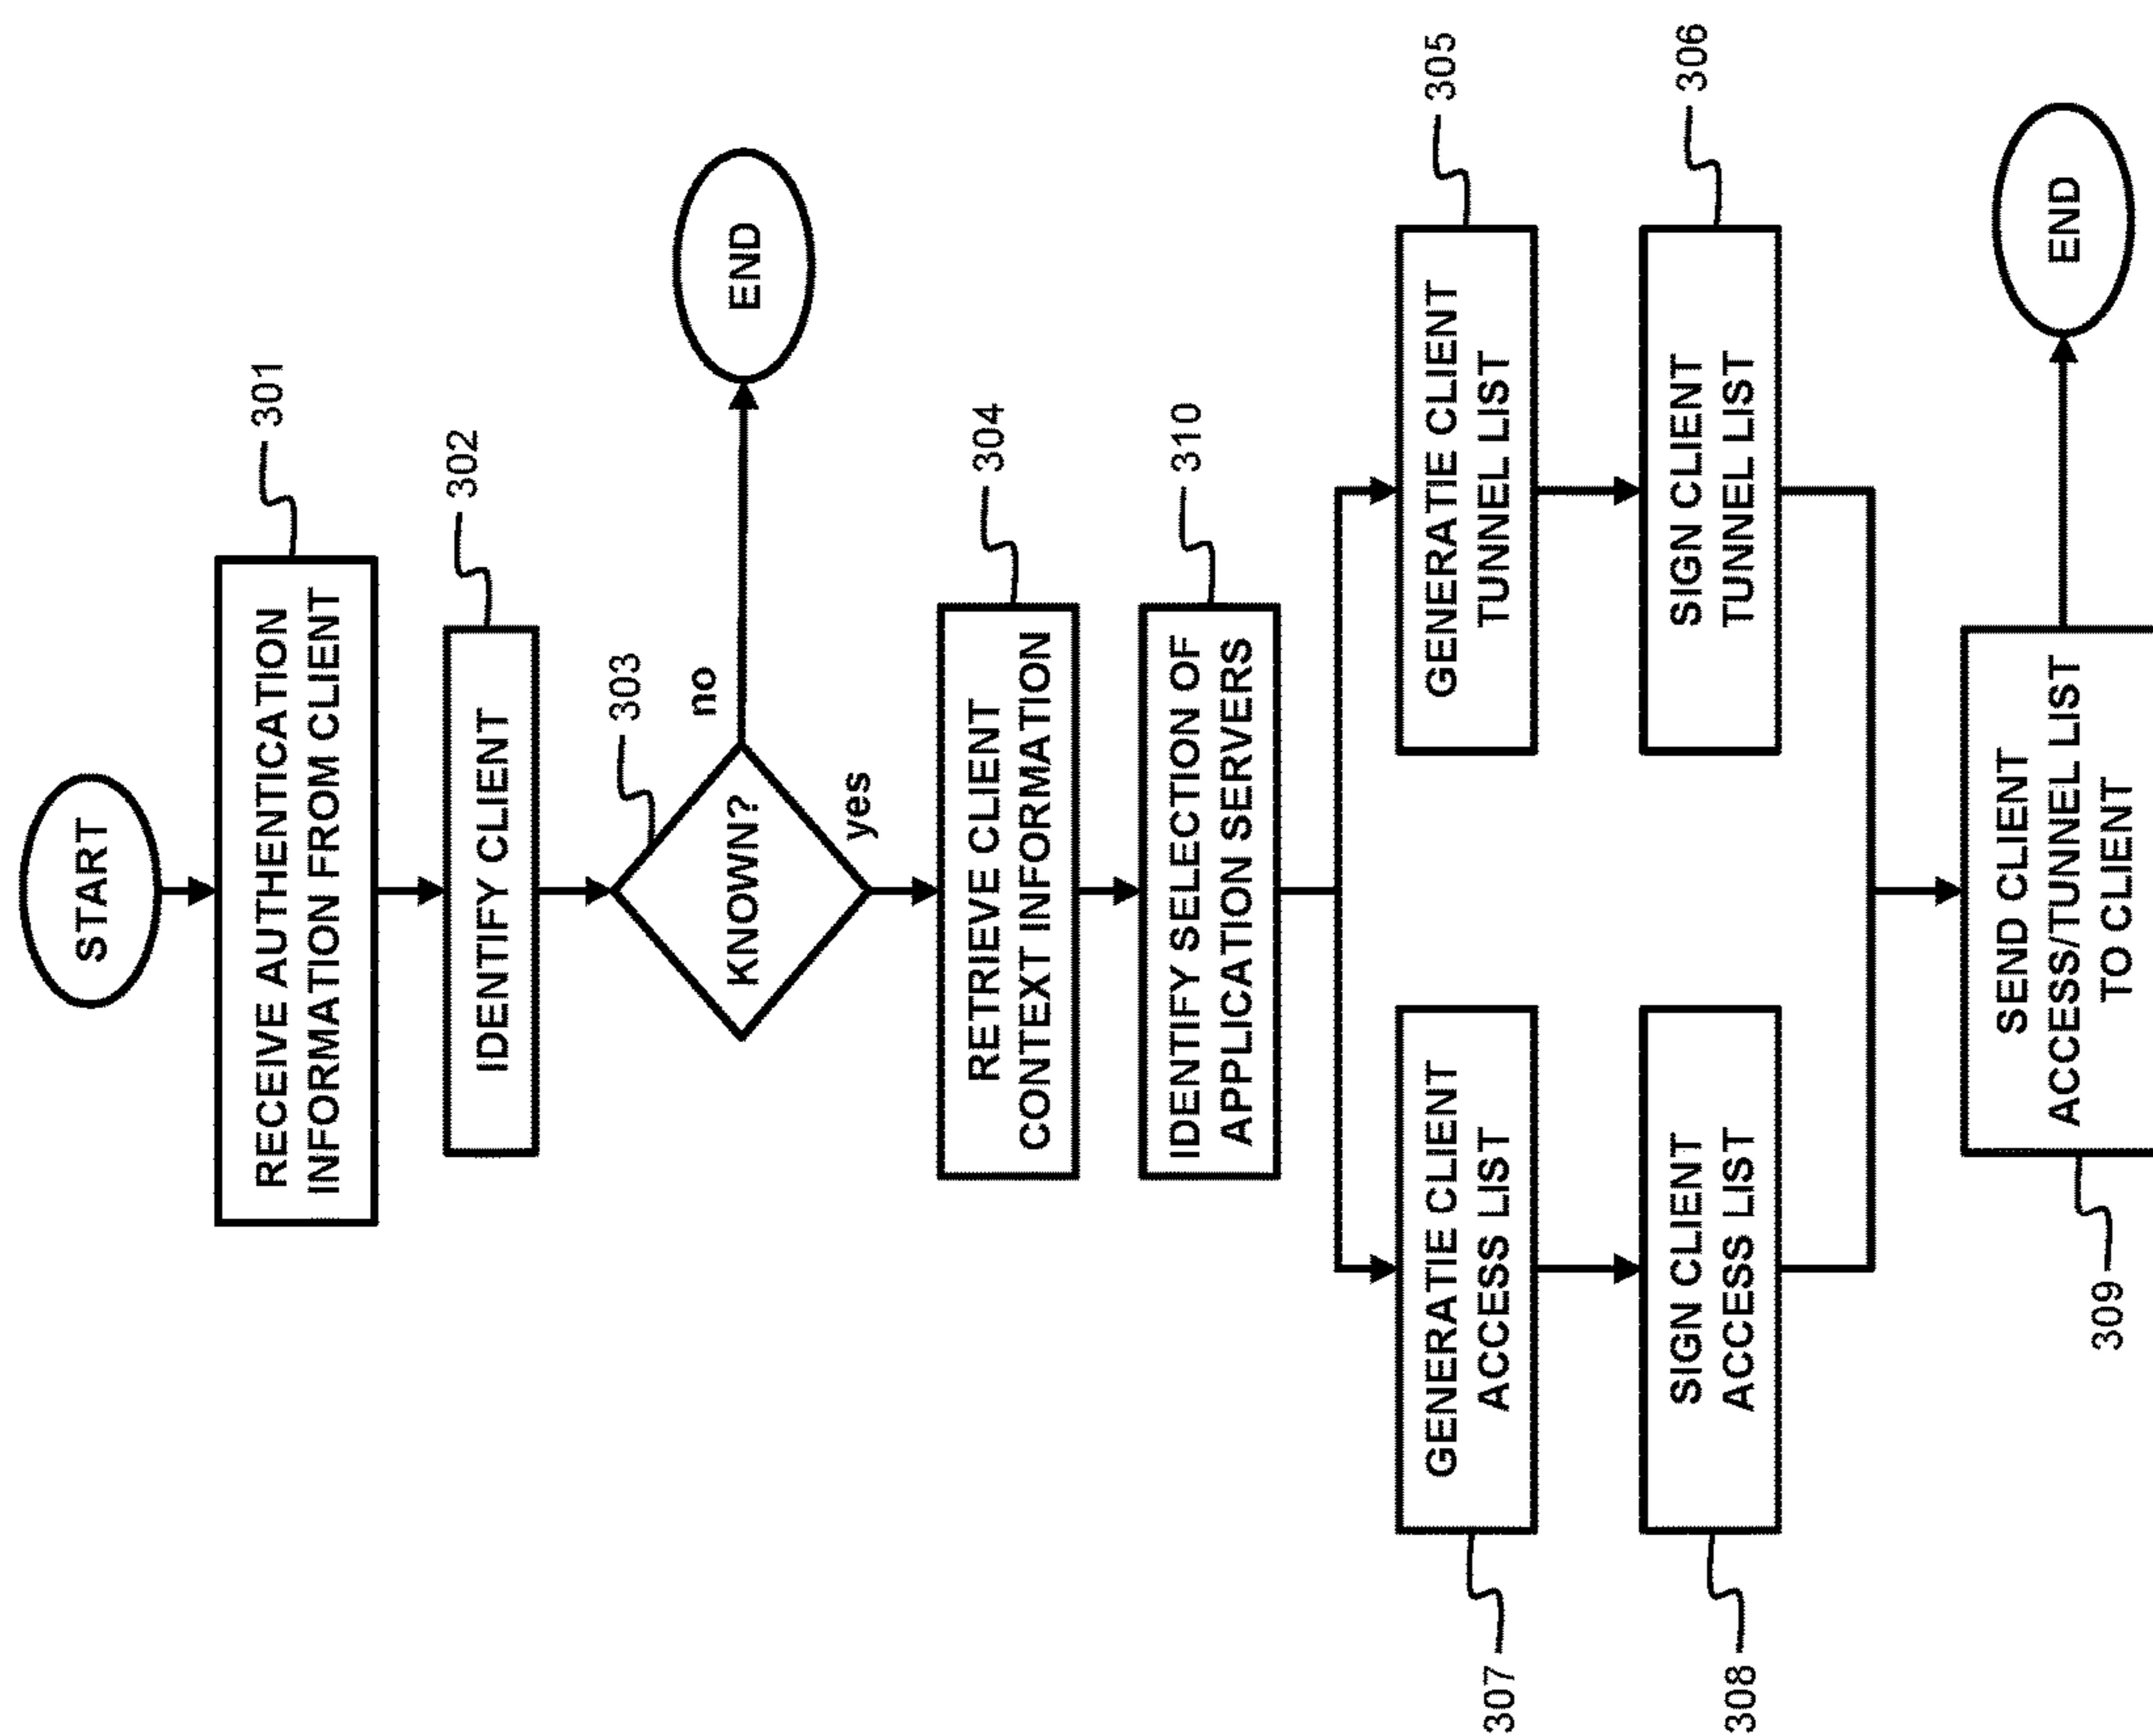 START
RECEIVE AUTHENTICATION
INFORMATION FROM CLIENT
301
IDENTIFY CLIENT
302
303
KNOWN?
no
END
yes
RETRIEVE CLIENT
CONTEXT INFORMATION
304
IDENTIFY SELECTION OF
APPLICATION SERVERS
310
307
GENERATIE CLIENT
ACCESS LIST
GENERATIE CLIENT
TUNNEL LIST
305
308
SIGN CLIENT
ACCESS LIST
SIGN CLIENT
TUNNEL LIST
306
309
SEND CLIENT
ACCESS/TUNNEL LIST
TO CLIENT
END